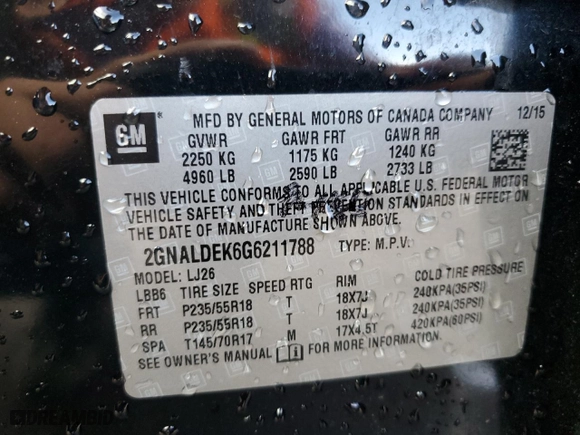 GM
MFD BY GENERAL MOTORS OF CANADA COMPANY 12/15
GVWR GAWR FRT GAWR RR
2250 KG 1175 KG 1240 KG
4960 LB 2590 LB 2733 LB
THIS VEHICLE CONFORMS TO ALL APPLICABLE U.S. FEDERAL MOTOR
VEHICLE SAFETY AND THEFT PREVENTION STANDARDS IN EFFECT ON
THE DATE OF MANUFACTURE SHOWN ABOVE.
2GNALDEK6G6211788 TYPE: M.P.V.
MODEL: LJ26
LBB6 TIRE SIZE SPEED RTG RIM COLD TIRE PRESSURE
FRT P235/55R18 T 18X7J 240KPA(35PSI)
RR P235/55R18 T 18X7J 240KPA(35PSI)
SPA T145/70R17 M 17X4.5T 420KPA(60PSI)
SEE OWNER'S MANUAL FOR MORE INFORMATION.
DREAMBID